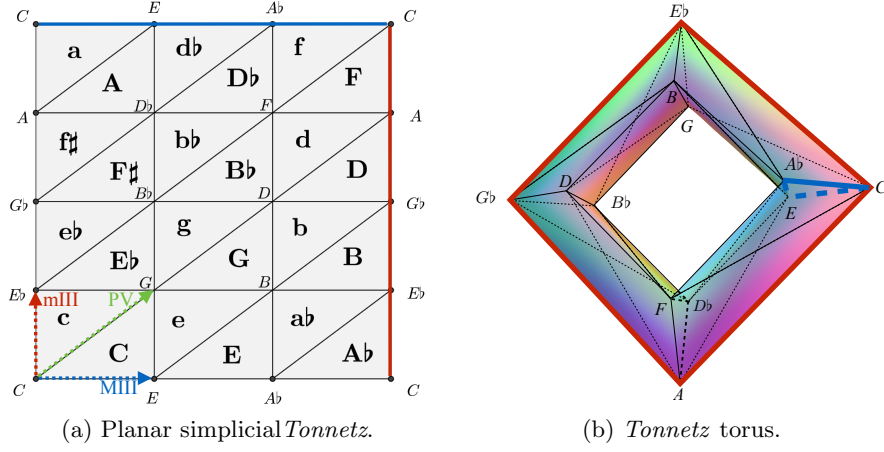 C E A♭ C
a d♭ f
A D♭ F
A D♭ F A
f♯ b♭ d
F♯ B♭ D
G♭ B♭ D G♭
e♭ g b
E♭ G B
E♭ G B E♭
mIII PV
c e a♭
C E A♭
C MIII E A♭ C
(a) Planar simplicial Tonnetz.
E♭
B
G
A♭
D C
G♭ B♭ E
F D♭
A
(b) Tonnetz torus.